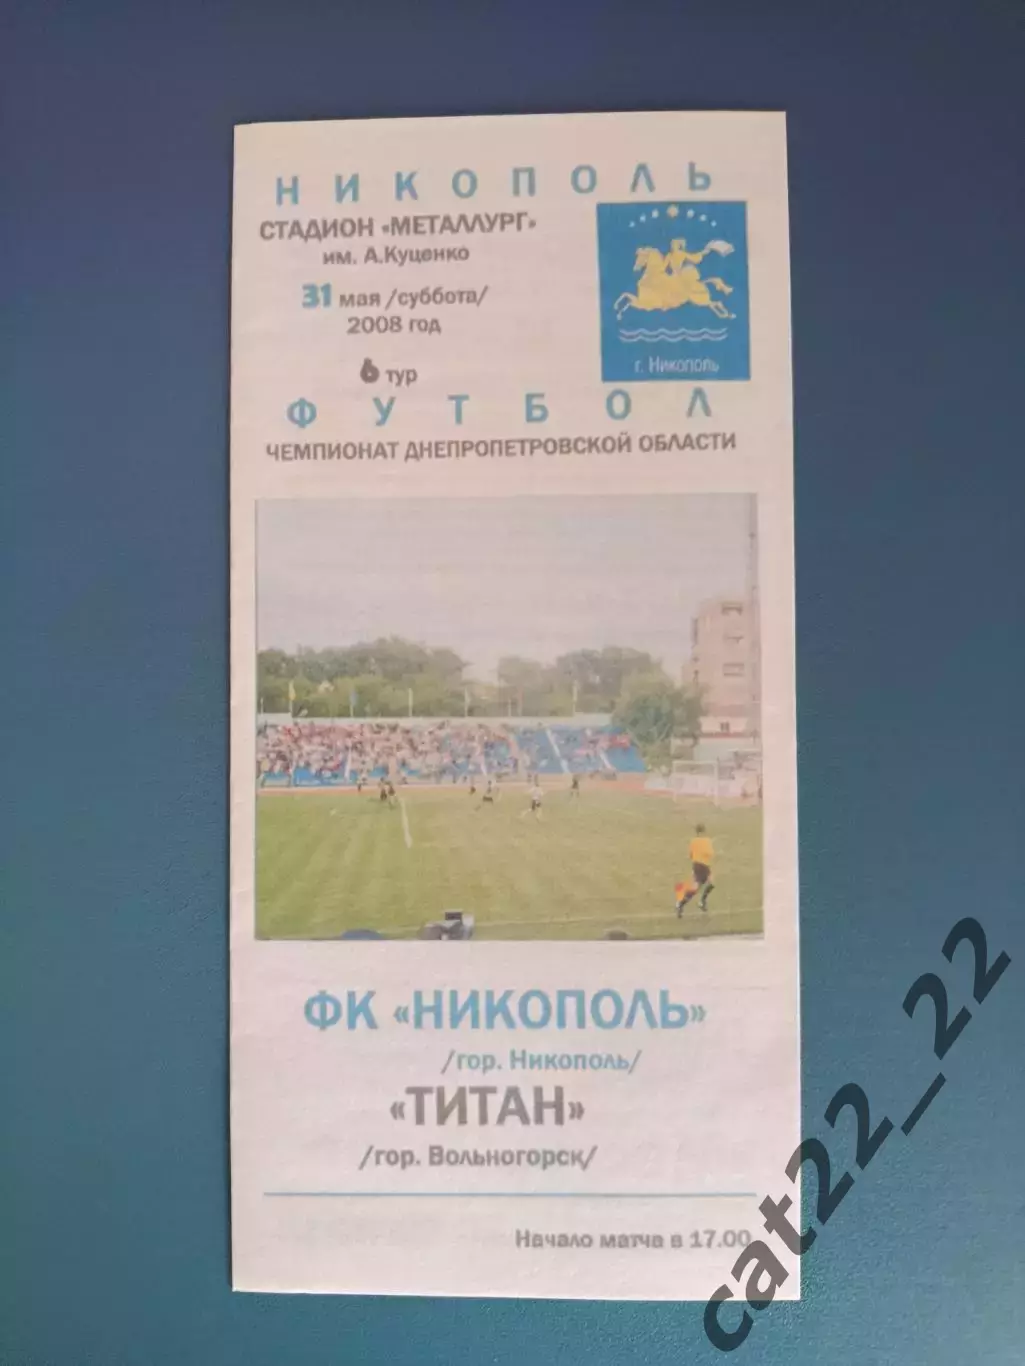 НИКОПОЛЬ
СТАДИОН «МЕТАЛЛУРГ»
им. А.Куценко
31 мая /суббота/
2008 год
6 тур
г. Никополь
ФУТБОЛ
ЧЕМПИОНАТ ДНЕПРОПЕТРОВСКОЙ ОБЛАСТИ
ФК «НИКОПОЛЬ»
/гор. Никополь/
«ТИТАН»
/гор. Вольногорск/
Начало матча в 17.00
cat22_22